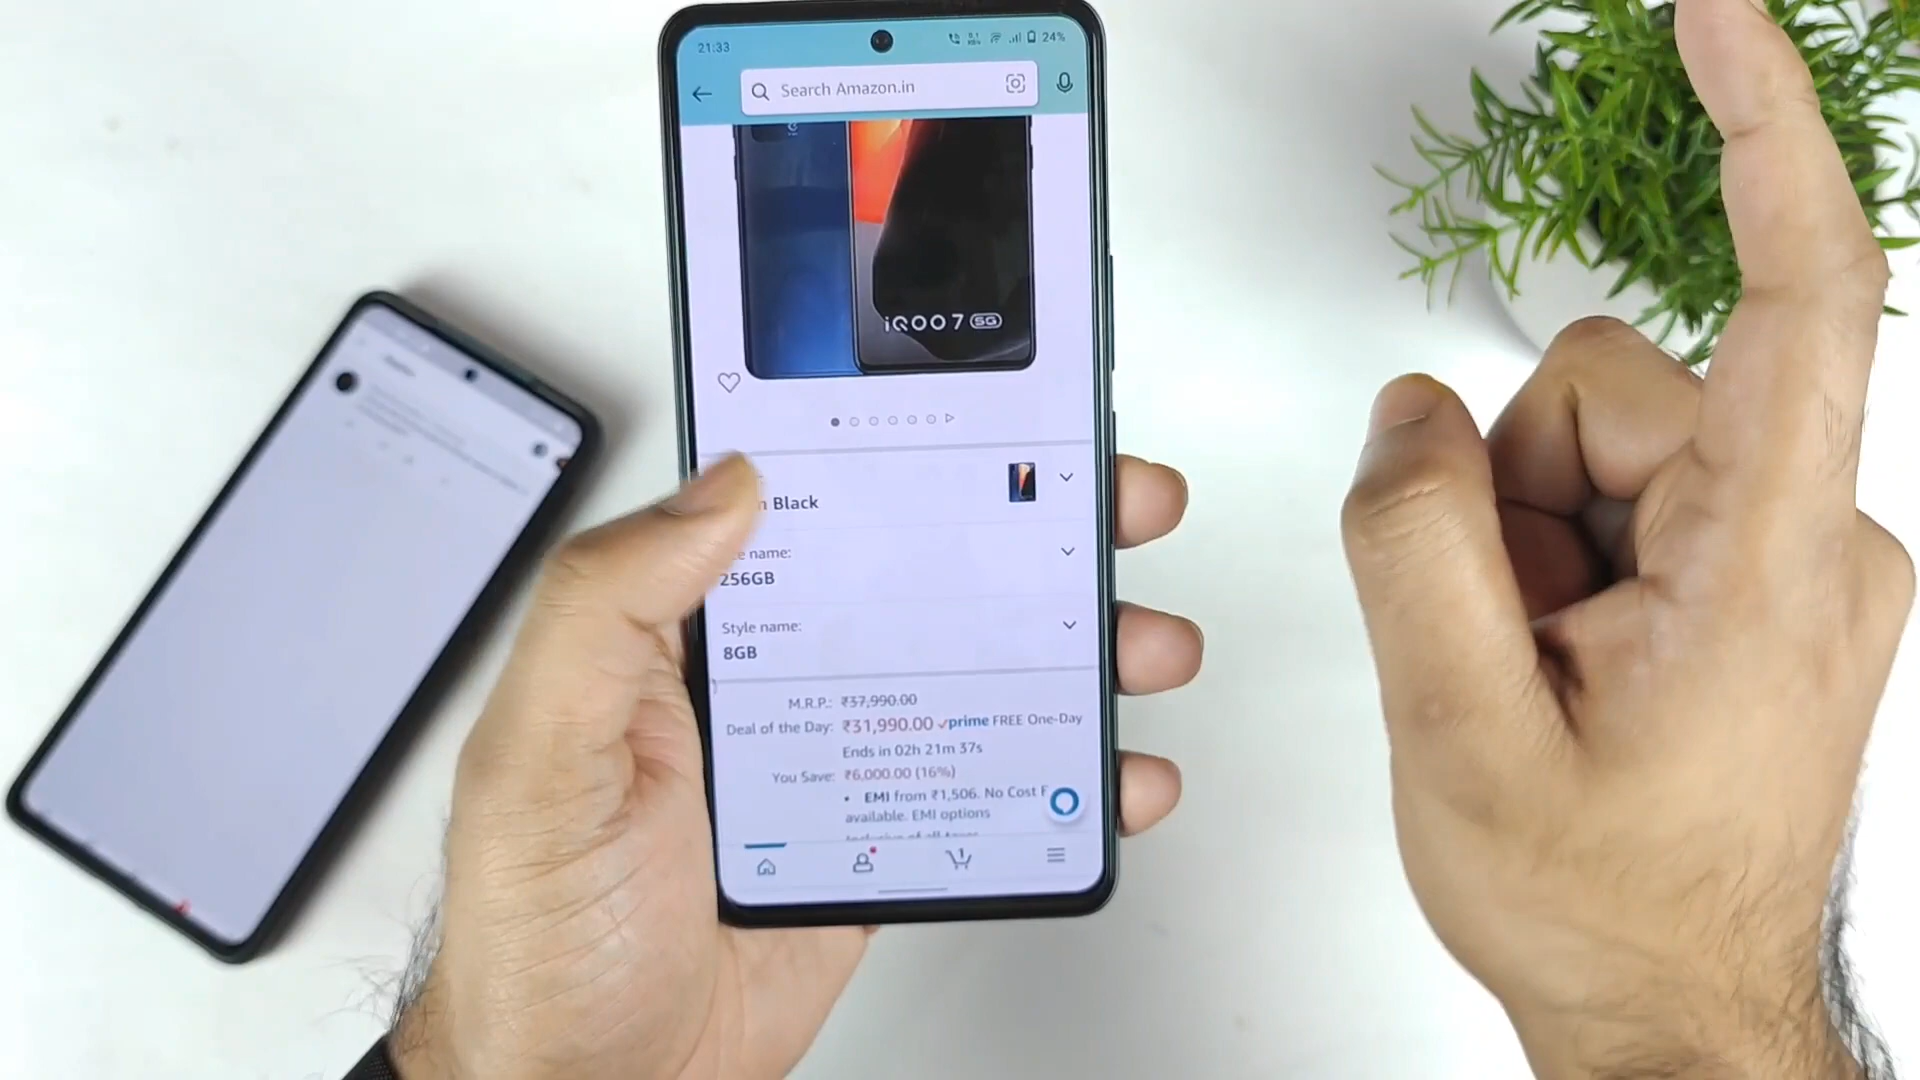 21:33
24%
Search Amazon.in
iQOO 7 5G
Black
name:
256GB
Style name:
8GB
M.R.P.: ₹37,990.00
Deal of the Day: ₹31,990.00 prime FREE One-Day
Ends in 02h 21m 37s
You Save: ₹6,000.00 (16%)
• EMI from ₹1,506. No Cost
available. EMI options
1